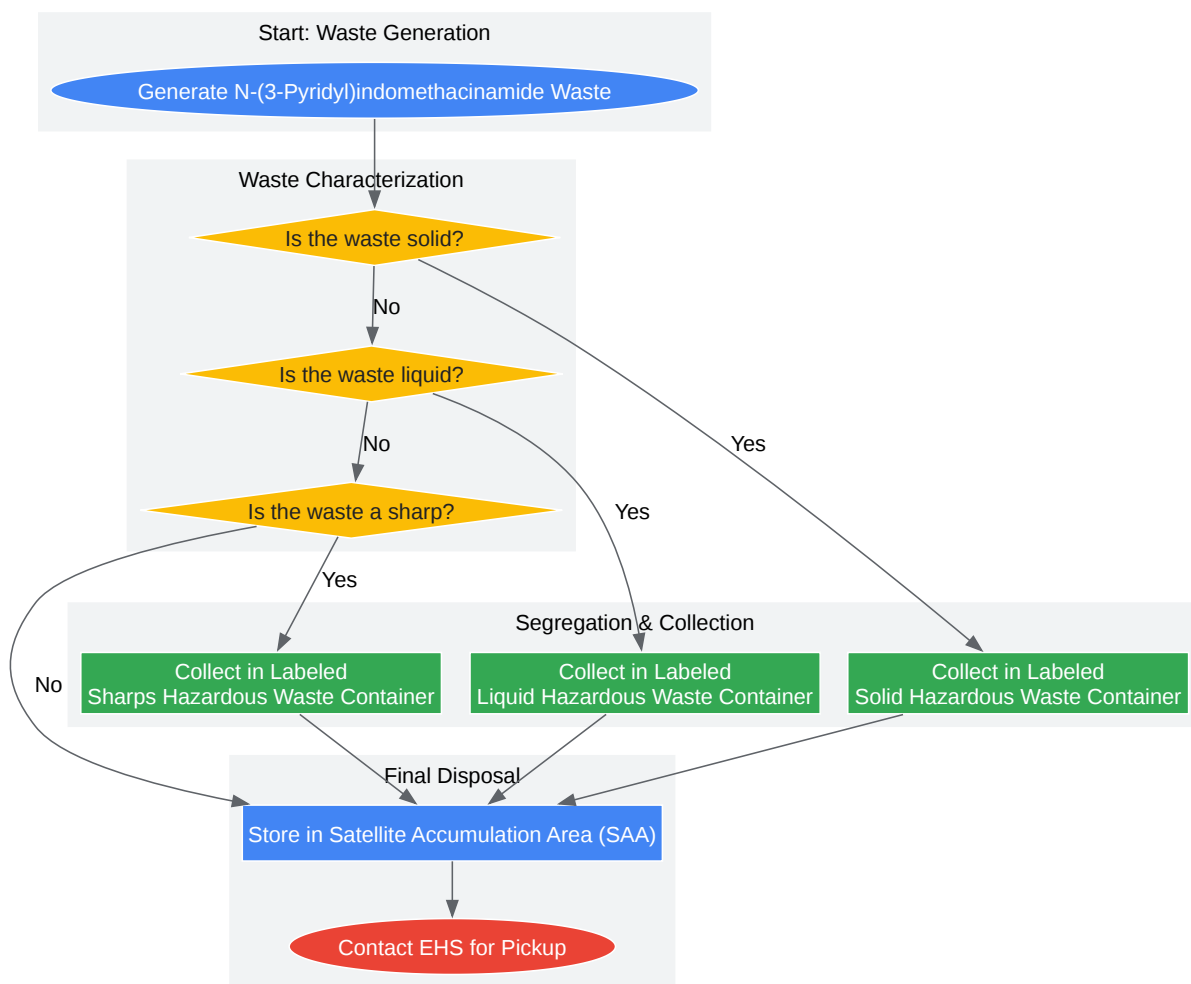 Start: Waste Generation
Generate N-(3-Pyridyl)indomethacinamide Waste
Waste Characterization
Is the waste solid?
No
Is the waste liquid?
No
Yes
Is the waste a sharp?
Yes
Yes
No
Segregation & Collection
Collect in Labeled
Sharps Hazardous Waste Container
Collect in Labeled
Liquid Hazardous Waste Container
Collect in Labeled
Solid Hazardous Waste Container
Final Disposal
Store in Satellite Accumulation Area (SAA)
Contact EHS for Pickup